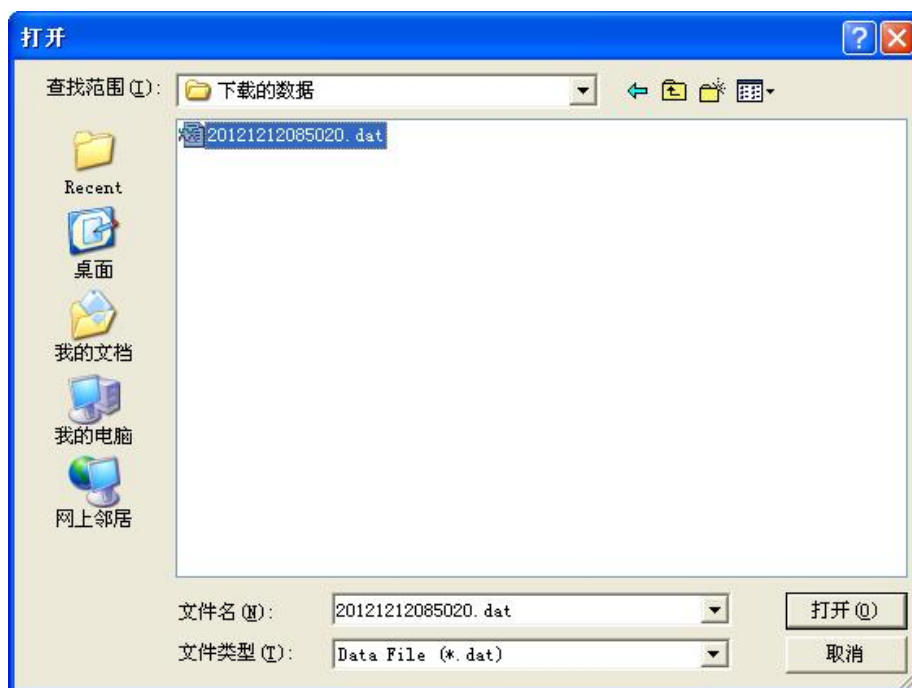 打开
查找范围(I):
下载的数据
20121212085020.dat
Recent
桌面
我的文档
我的电脑
网上邻居
文件名(N):
20121212085020.dat
打开(O)
文件类型(T):
Data File (*.dat)
取消